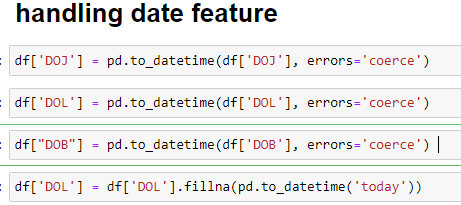 handling date feature
: df['DOJ'] = pd.to_datetime(df['DOJ'], errors='coerce')
: df['DOL'] = pd.to_datetime(df['DOL'], errors='coerce')
: df["DOB"] = pd.to_datetime(df['DOB'], errors='coerce')
: df['DOL'] = df['DOL'].fillna(pd.to_datetime('today'))